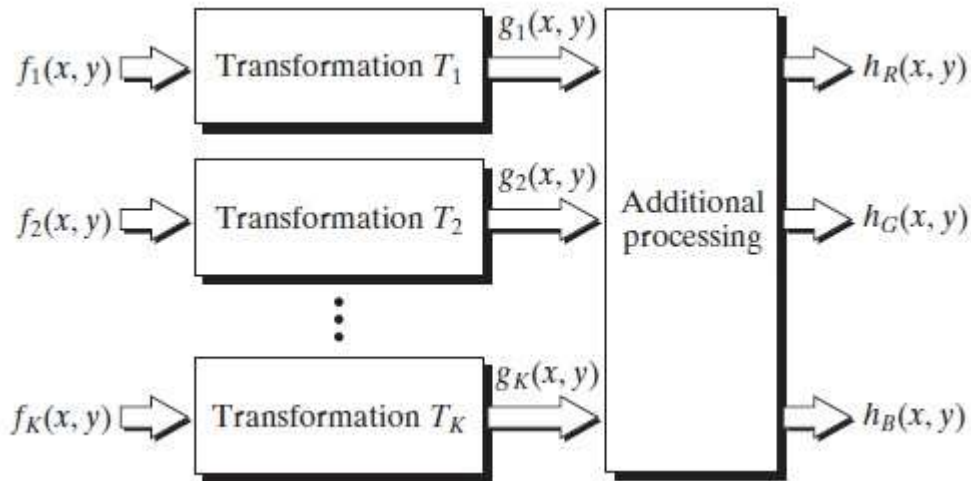 f₁(x, y)
Transformation T₁
g₁(x, y)
h_R(x, y)
f₂(x, y)
Transformation T₂
g₂(x, y)
Additional
processing
h_G(x, y)
f_K(x, y)
Transformation T_K
g_K(x, y)
h_B(x, y)